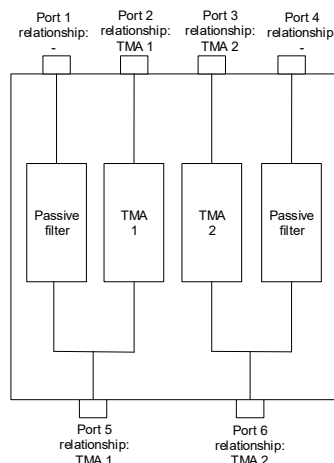 Port 1
relationship:
-
Port 2
relationship:
TMA 1
Port 3
relationship:
TMA 2
Port 4
relationship:
-
Passive
filter
TMA
1
TMA
2
Passive
filter
Port 5
relationship:
TMA 1
Port 6
relationship:
TMA 2